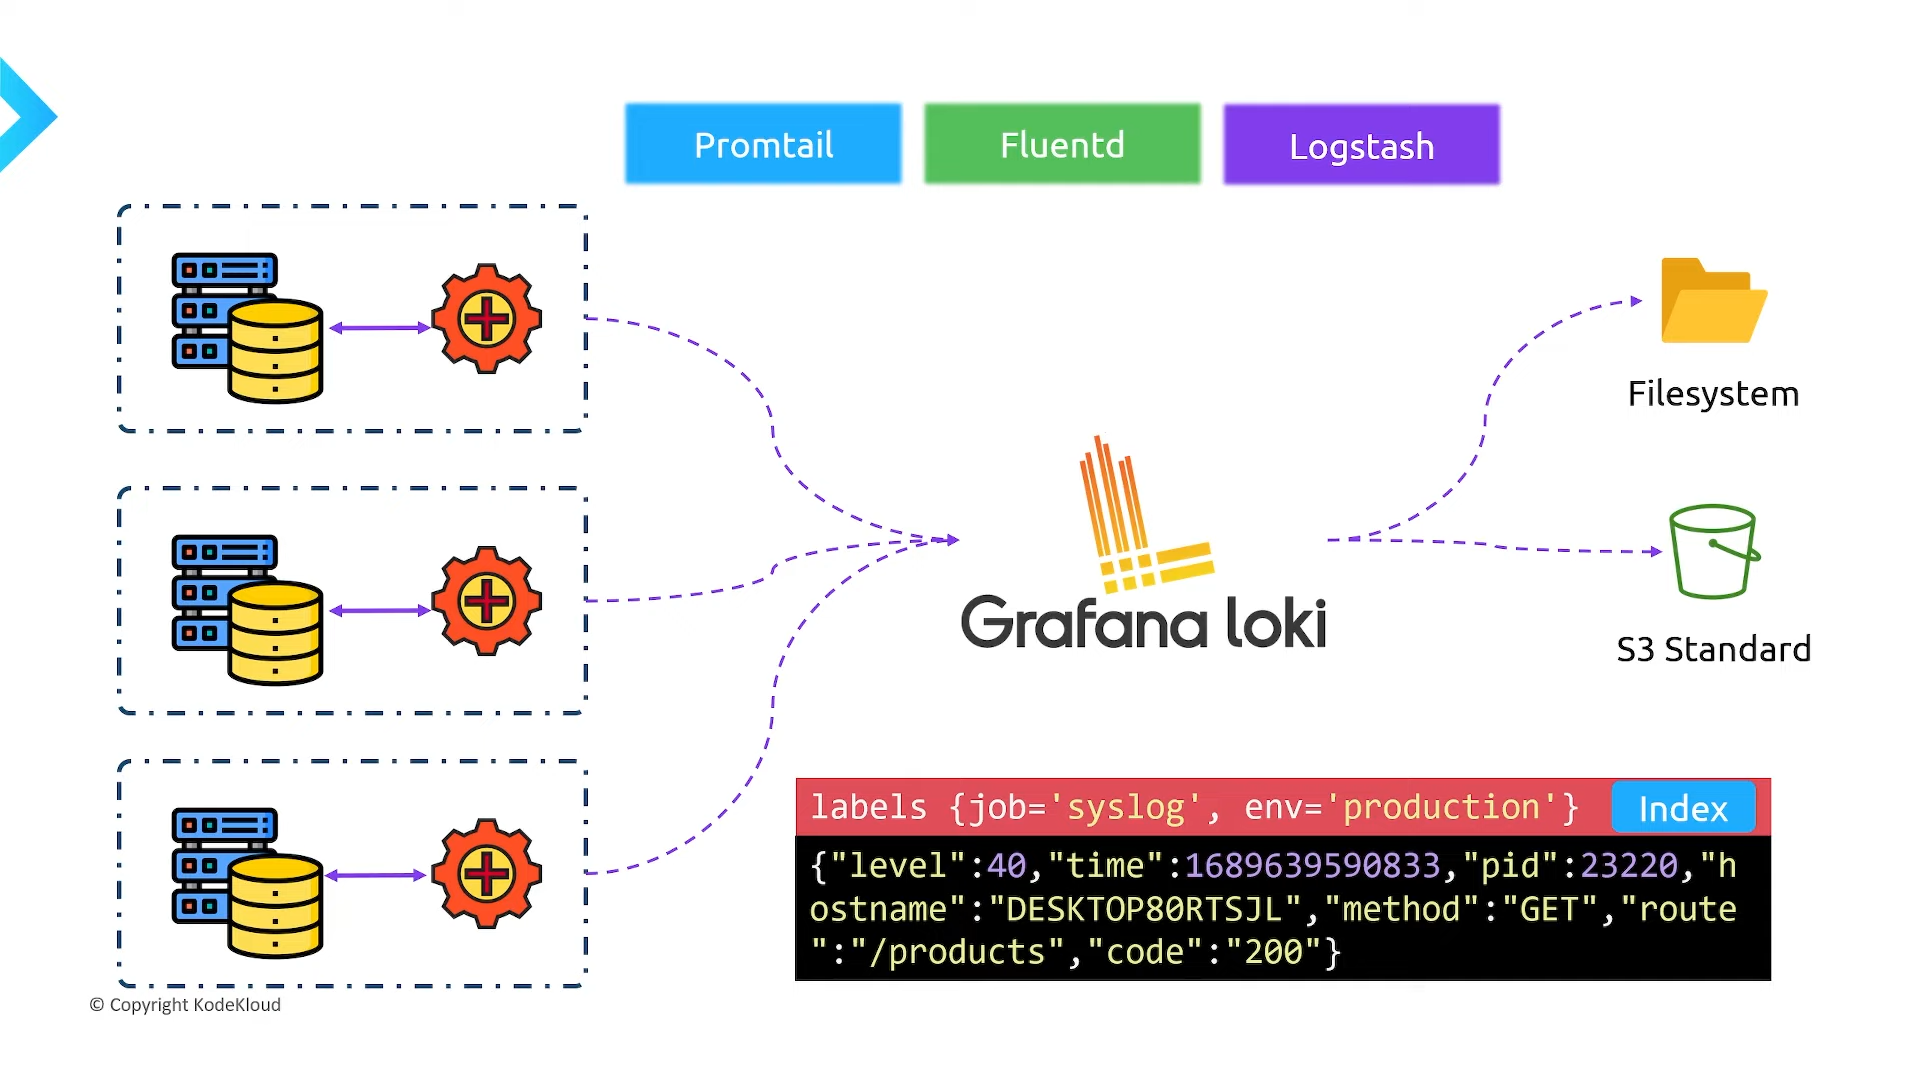 Promtail
Fluentd
Logstash
Filesystem
Grafana loki
S3 Standard
labels {job='syslog', env='production'}
Index
{"level":40,"time":1689639590833,"pid":23220,"h
ostname":"DESKTOP80RTSJL","method":"GET","route
":"/products","code":"200"}
© Copyright KodeKloud